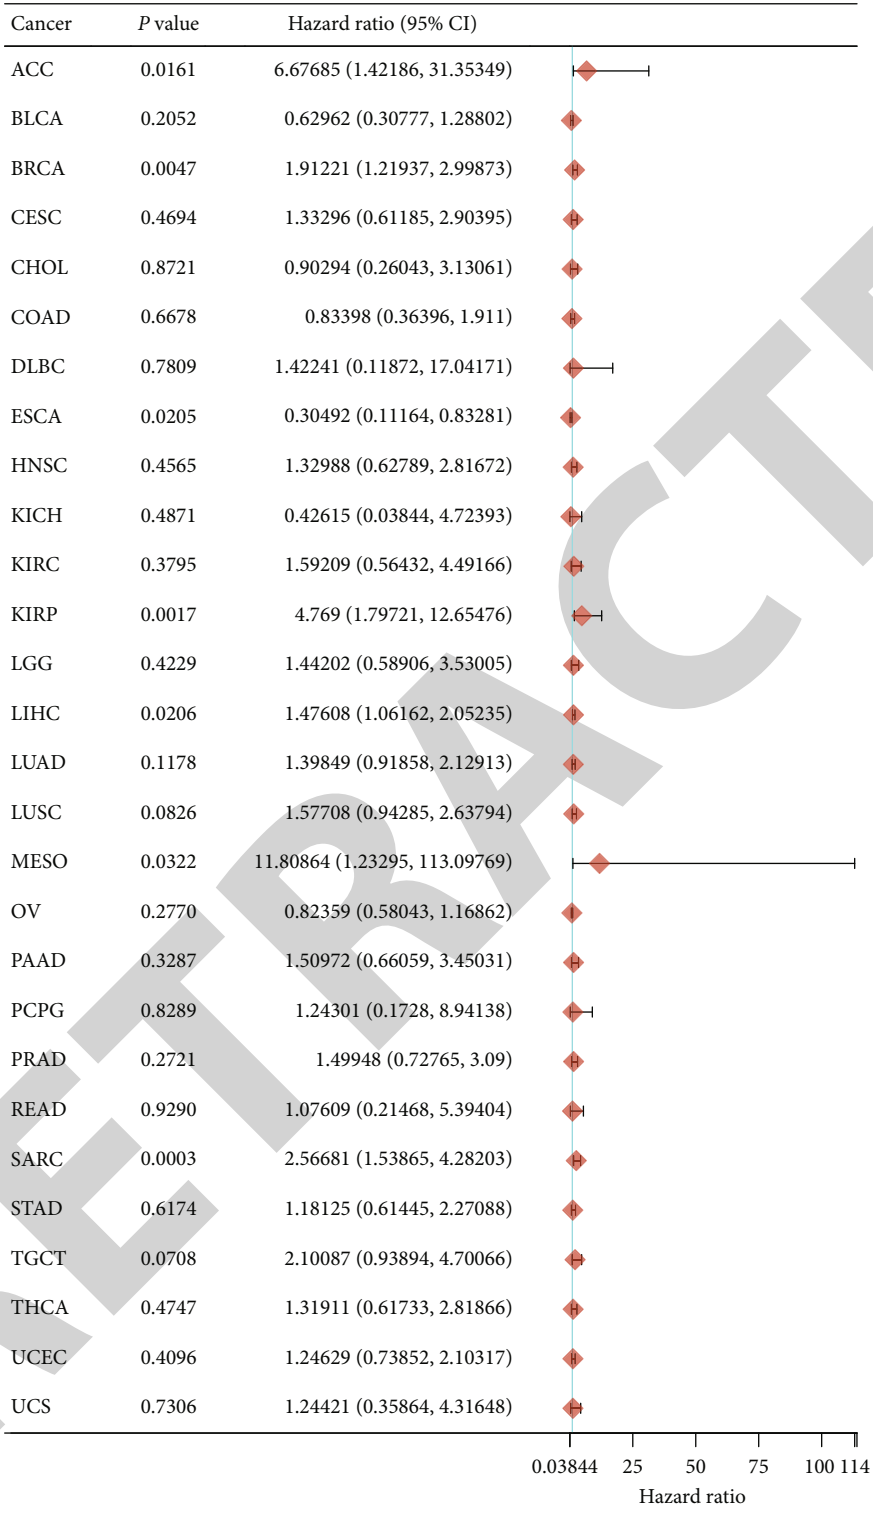 Cancer P value Hazard ratio (95% CI)
ACC 0.0161 6.67685 (1.42186, 31.35349)
BLCA 0.2052 0.62962 (0.30777, 1.28802)
BRCA 0.0047 1.91221 (1.21937, 2.99873)
CESC 0.4694 1.33296 (0.61185, 2.90395)
CHOL 0.8721 0.90294 (0.26043, 3.13061)
COAD 0.6678 0.83398 (0.36396, 1.911)
DLBC 0.7809 1.42241 (0.11872, 17.04171)
ESCA 0.0205 0.30492 (0.11164, 0.83281)
HNSC 0.4565 1.32988 (0.62789, 2.81672)
KICH 0.4871 0.42615 (0.03844, 4.72393)
KIRC 0.3795 1.59209 (0.56432, 4.49166)
KIRP 0.0017 4.769 (1.79721, 12.65476)
LGG 0.4229 1.44202 (0.58906, 3.53005)
LIHC 0.0206 1.47608 (1.06162, 2.05235)
LUAD 0.1178 1.39849 (0.91858, 2.12913)
LUSC 0.0826 1.57708 (0.94285, 2.63794)
MESO 0.0322 11.80864 (1.23295, 113.09769)
OV 0.2770 0.82359 (0.58043, 1.16862)
PAAD 0.3287 1.50972 (0.66059, 3.45031)
PCPG 0.8289 1.24301 (0.1728, 8.94138)
PRAD 0.2721 1.49948 (0.72765, 3.09)
READ 0.9290 1.07609 (0.21468, 5.39404)
SARC 0.0003 2.56681 (1.53865, 4.28203)
STAD 0.6174 1.18125 (0.61445, 2.27088)
TGCT 0.0708 2.10087 (0.93894, 4.70066)
THCA 0.4747 1.31911 (0.61733, 2.81866)
UCEC 0.4096 1.24629 (0.73852, 2.10317)
UCS 0.7306 1.24421 (0.35864, 4.31648)
0.03844 25 50 75 100 114
Hazard ratio
RETRACTE